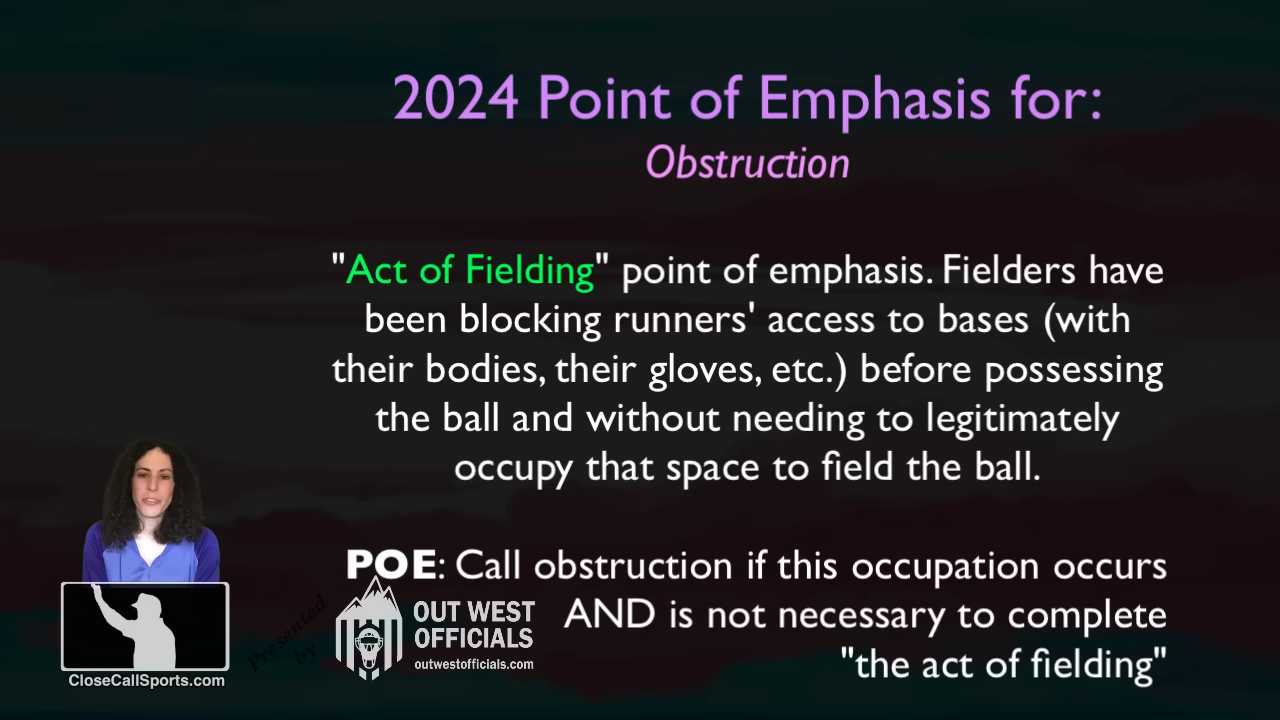 2024 Point of Emphasis for:
Obstruction
"Act of Fielding" point of emphasis. Fielders have
been blocking runners' access to bases (with
their bodies, their gloves, etc.) before possessing
the ball and without needing to legitimately
occupy that space to field the ball.
POE: Call obstruction if this occupation occurs
AND is not necessary to complete
"the act of fielding"
Presented
by
OUT WEST
OFFICIALS
outwestofficials.com
CloseCallSports.com